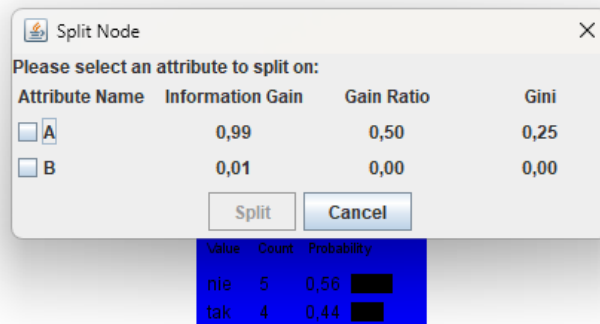 Split Node
Please select an attribute to split on:
Attribute Name Information Gain Gain Ratio Gini
A 0,99 0,50 0,25
B 0,01 0,00 0,00
Split Cancel
Value Count Probability
nie 5 0,56
tak 4 0,44